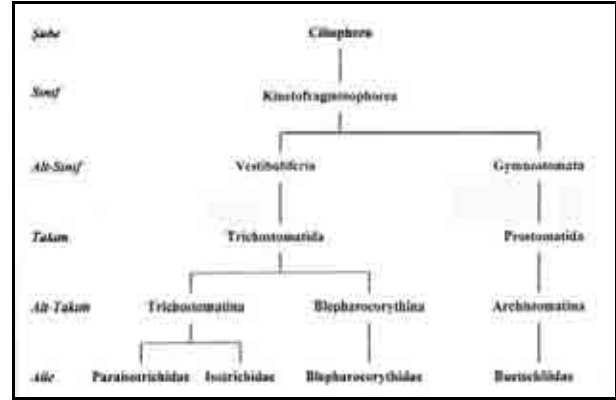 Şube Ciliophora
Sınıf Kinetofragminophorea
Alt-Sınıf Vestibuliferia Gymnostomata
Takım Trichostomatida Prostomatida
Alt-Takım Trichostomatina Blepharocorythina Archistomatina
Aile Paraisotrichidae Isotrichidae Blepharocorythidae Buetschliidae